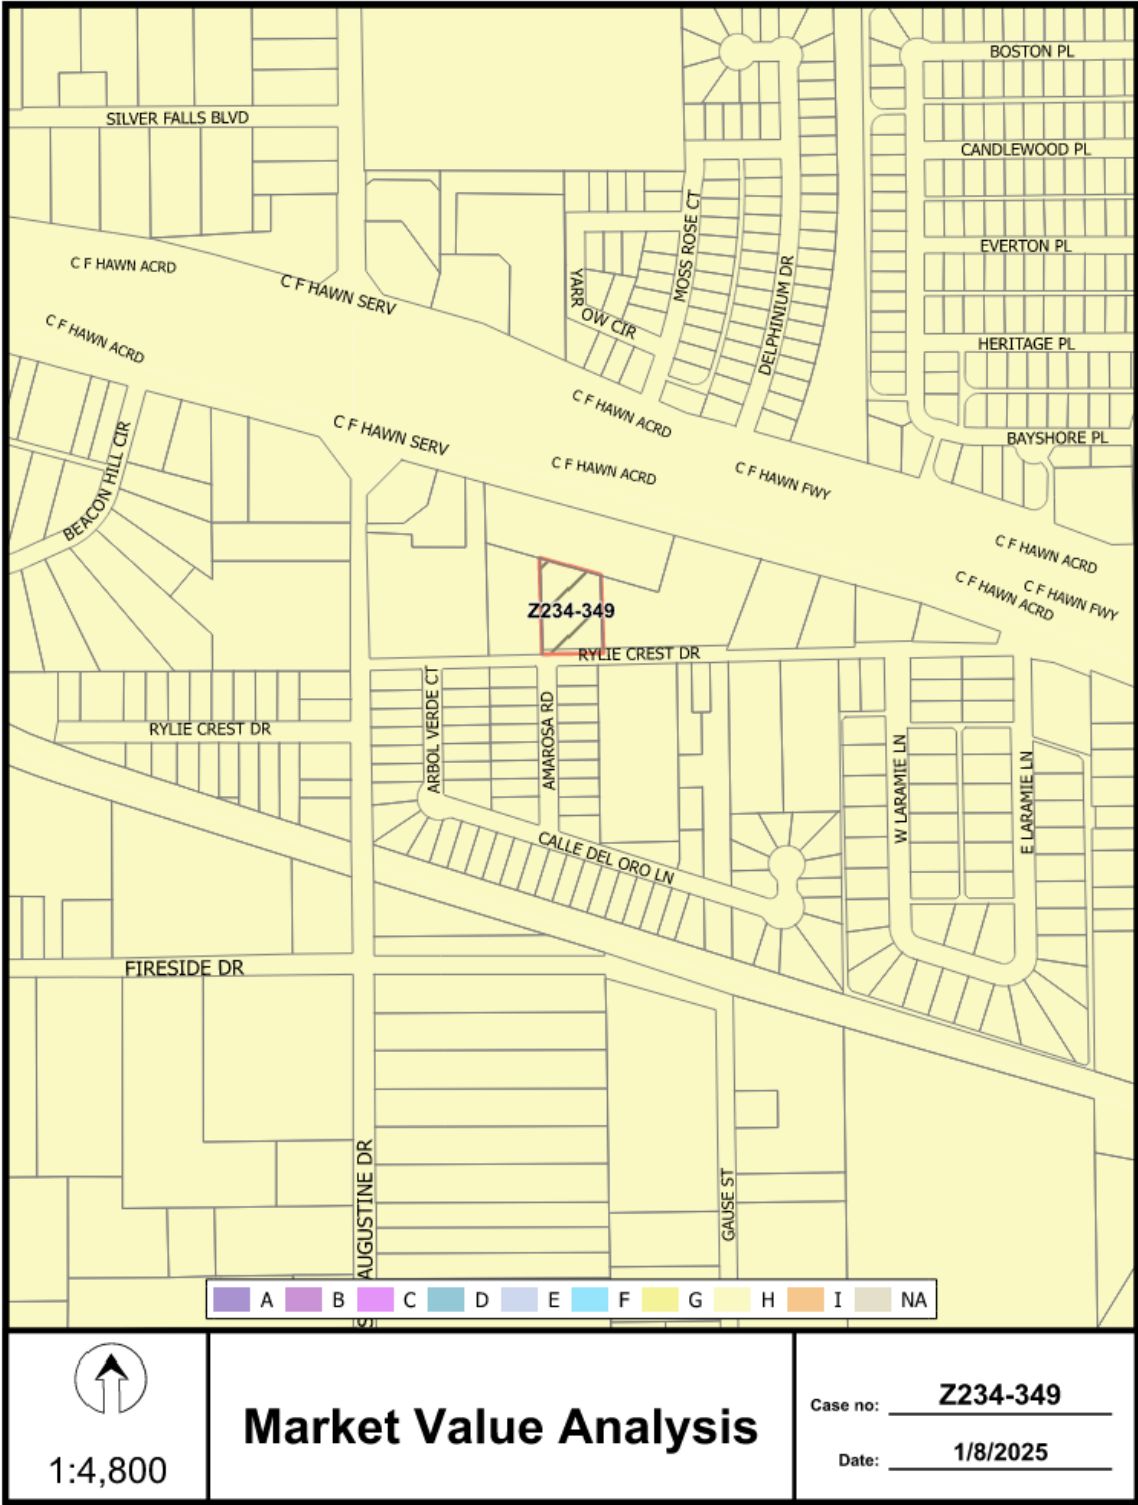 BOSTON PL
SILVER FALLS BLVD
CANDLEWOOD PL
MOSS ROSE CT
EVERTON PL
C F HAWN ACRD
C F HAWN SERV
YARR
OW CIR
DELPHINIUM DR
C F HAWN ACRD
HERITAGE PL
C F HAWN ACRD
C F HAWN SERV
BAYSHORE PL
BEACON HILL CIR
C F HAWN ACRD
C F HAWN FWY
C F HAWN ACRD
C F HAWN ACRD
C F HAWN FWY
Z234-349
RYLIE CREST DR
ARBOL VERDE CT
AMAROSA RD
RYLIE CREST DR
W LARAMIE LN
E LARAMIE LN
CALLE DEL ORO LN
FIRESIDE DR
S AUGUSTINE DR
GAUSE ST
A B C D E F G H I NA
1:4,800
Market Value Analysis
Case no: Z234-349
Date: 1/8/2025